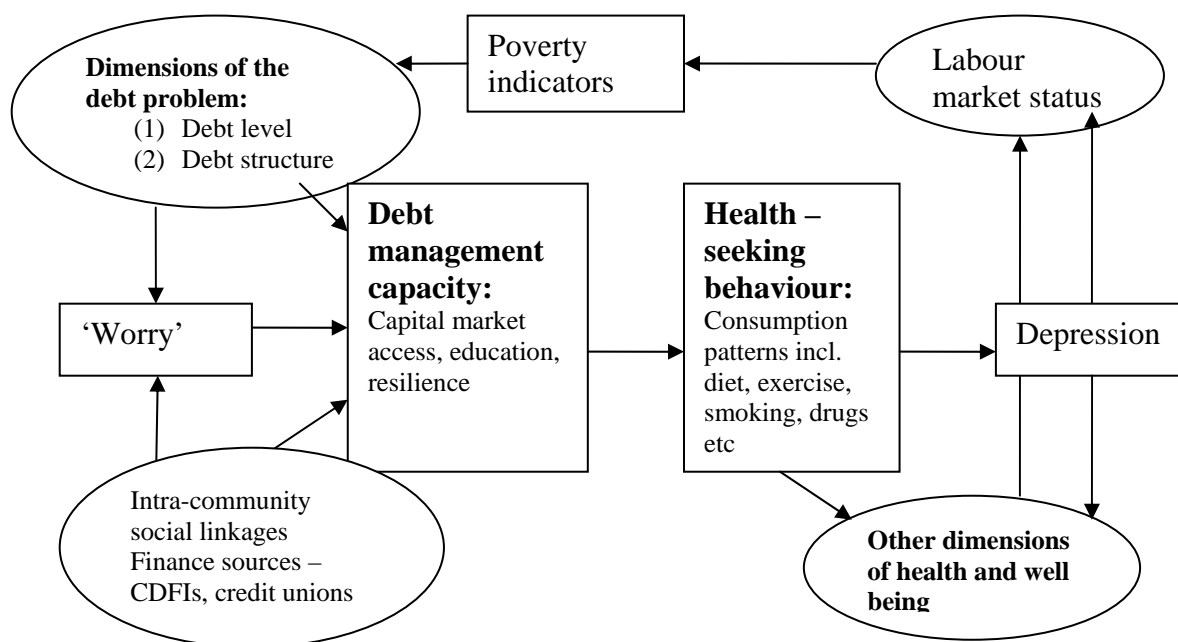 Dimensions of the
debt problem:
(1) Debt level
(2) Debt structure
Poverty
indicators
Labour
market status
Debt
management
capacity:
Capital market
access, education,
resilience
Health –
seeking
behaviour:
Consumption
patterns incl.
diet, exercise,
smoking, drugs
etc
‘Worry’
Depression
Intra-community
social linkages
Finance sources –
CDFIs, credit unions
Other dimensions
of health and well
being